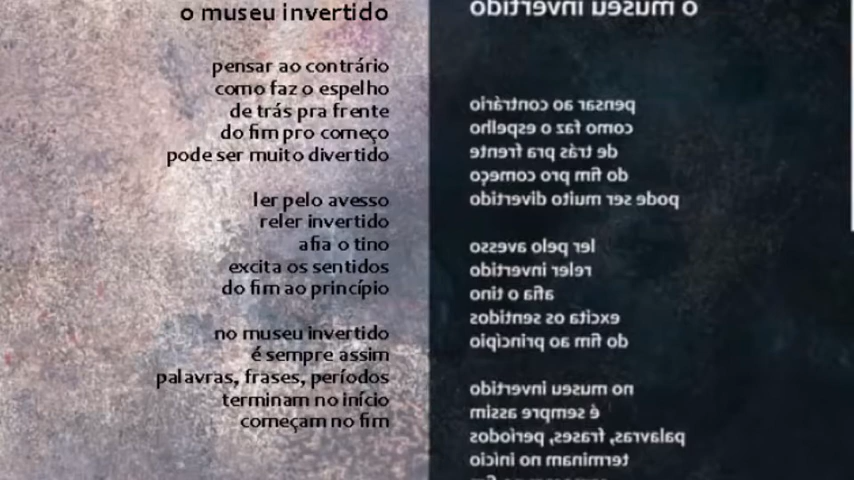 o museu invertido
pensar ao contrário
como faz o espelho
de trás pra frente
do fim pro começo
pode ser muito divertido
ler pelo avesso
reler invertido
afia o tino
excita os sentidos
do fim ao princípio
no museu invertido
é sempre assim
palavras, frases, períodos
terminam no início
começam no fim
o museu invertido
pensar ao contrário
como faz o espelho
de trás pra frente
do fim pro começo
pode ser muito divertido
ler pelo avesso
reler invertido
afia o tino
excita os sentidos
do fim ao princípio
no museu invertido
é sempre assim
palavras, frases, períodos
terminam no início